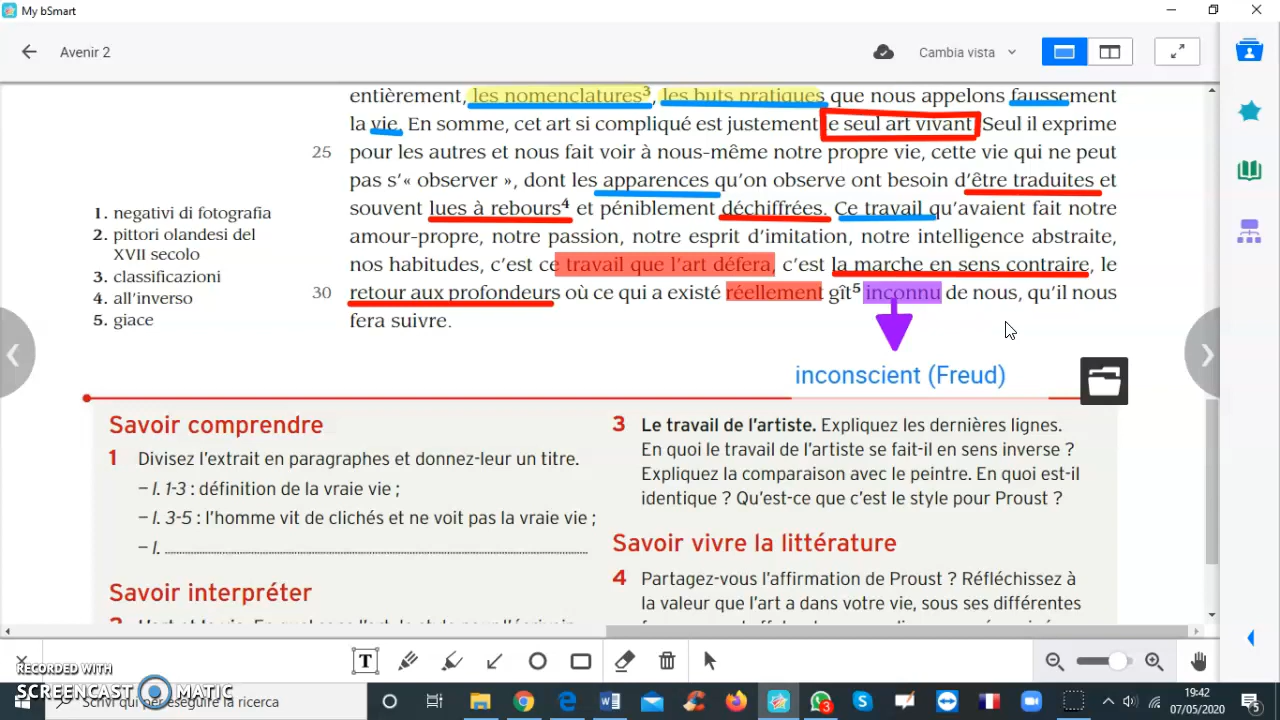 My bSmart
Avenir 2
Cambia vista
entièrement, les nomenclatures³, les buts pratiques que nous appelons faussement
la vie. En somme, cet art si compliqué est justement le seul art vivant. Seul il exprime
25 pour les autres et nous fait voir à nous-même notre propre vie, cette vie qui ne peut
pas s'« observer », dont les apparences qu'on observe ont besoin d'être traduites et
souvent lues à rebours⁴ et péniblement déchiffrées. Ce travail qu'avaient fait notre
amour-propre, notre passion, notre esprit d'imitation, notre intelligence abstraite,
nos habitudes, c'est ce travail que l'art défera, c'est la marche en sens contraire, le
30 retour aux profondeurs où ce qui a existé réellement gît⁵ inconnu de nous, qu'il nous
fera suivre.
1. negativi di fotografia
2. pittori olandesi del
XVII secolo
3. classificazioni
4. all'inverso
5. giace
inconscient (Freud)
Savoir comprendre
1 Divisez l'extrait en paragraphes et donnez-leur un titre.
– l. 1-3 : définition de la vraie vie ;
– l. 3-5 : l'homme vit de clichés et ne voit pas la vraie vie ;
– l.
Savoir interpréter
3 Le travail de l'artiste. Expliquez les dernières lignes.
En quoi le travail de l'artiste se fait-il en sens inverse ?
Expliquez la comparaison avec le peintre. En quoi est-il
identique ? Qu'est-ce que c'est le style pour Proust ?
Savoir vivre la littérature
4 Partagez-vous l'affirmation de Proust ? Réfléchissez à
la valeur que l'art a dans votre vie, sous ses différentes
T
RECORDED WITH
SCREENCAST MATIC
Scrivi qui per eseguire la ricerca
3
19:42
07/05/2020
5